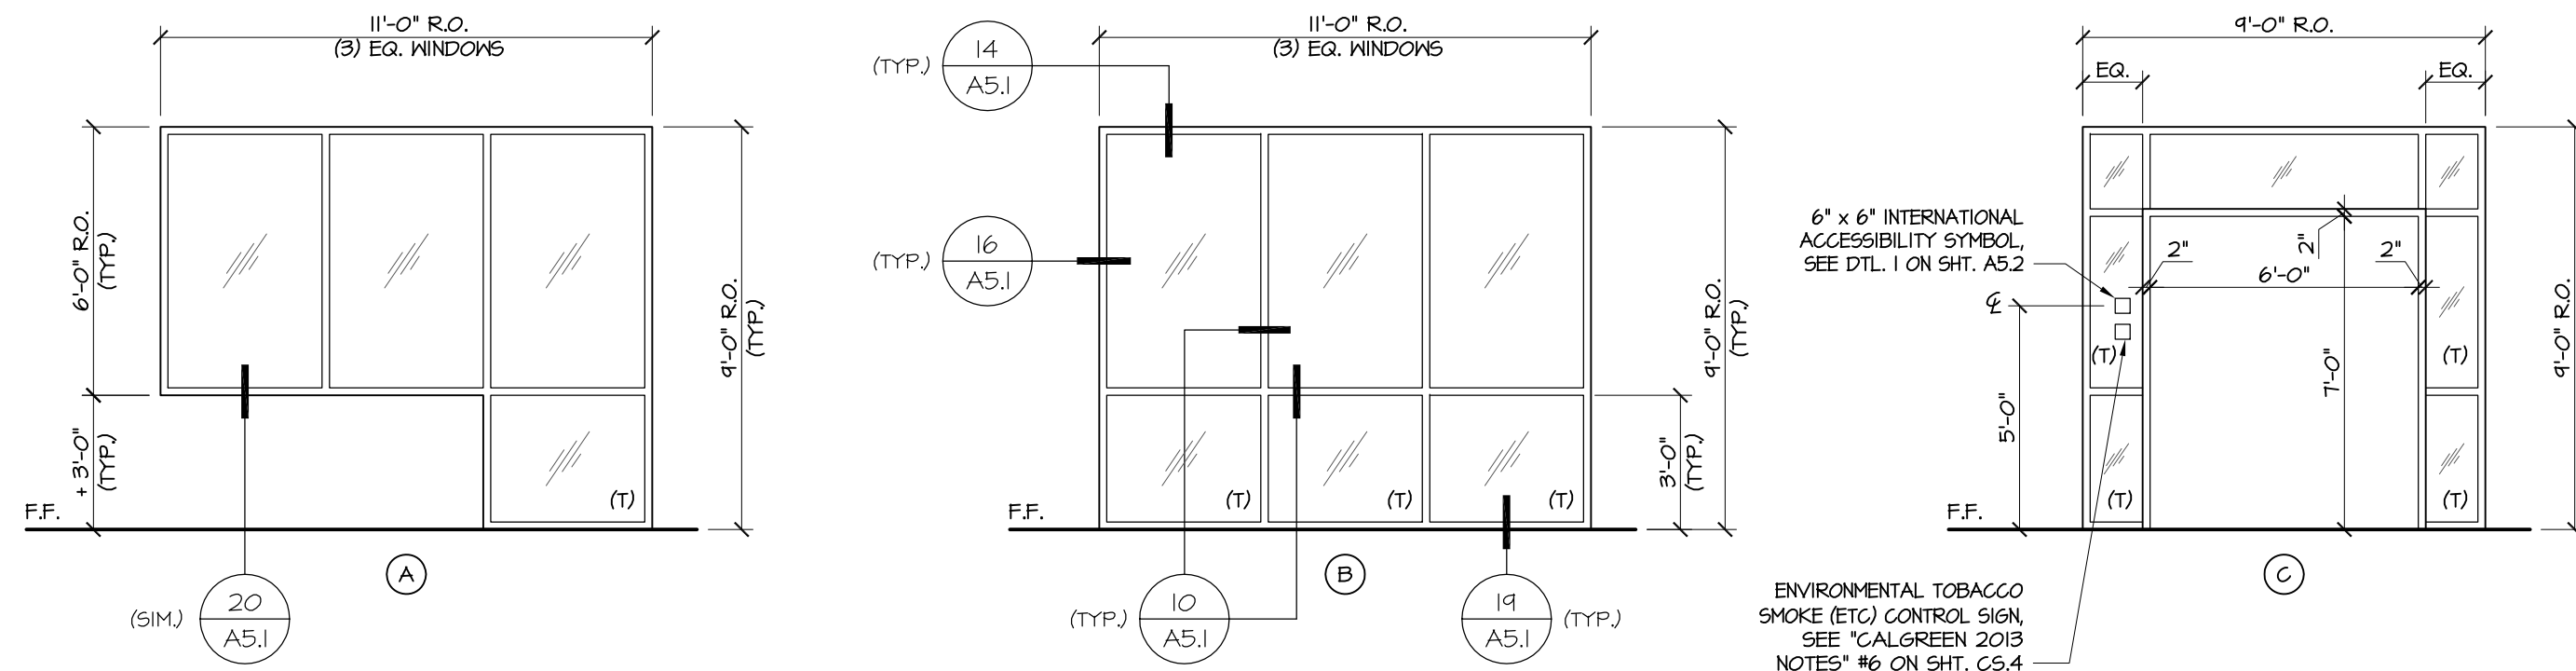 11'-0" R.O.
(3) EQ. WINDOWS
6'-0" R.O.
(TYP.)
+ 3'-0"
(TYP.)
9'-0" R.O.
(TYP.)
F.F.
A
(SIM.)
20
A5.1
11'-0" R.O.
(3) EQ. WINDOWS
(TYP.)
14
A5.1
(TYP.)
16
A5.1
9'-0" R.O.
(TYP.)
3'-0"
(TYP.)
F.F.
(T)
(T)
(T)
(T)
B
(TYP.)
10
A5.1
19
A5.1
(TYP.)
9'-0" R.O.
EQ.
EQ.
6" x 6" INTERNATIONAL
ACCESSIBILITY SYMBOL,
SEE DTL. 1 ON SHT. A5.2
℄
2"
2"
2"
6'-0"
7'-0"
5'-0"
9'-0" R.O.
(T)
(T)
(T)
(T)
F.F.
C
ENVIRONMENTAL TOBACCO
SMOKE (ETC) CONTROL SIGN,
SEE "CALGREEN 2013
NOTES" #6 ON SHT. CS.4